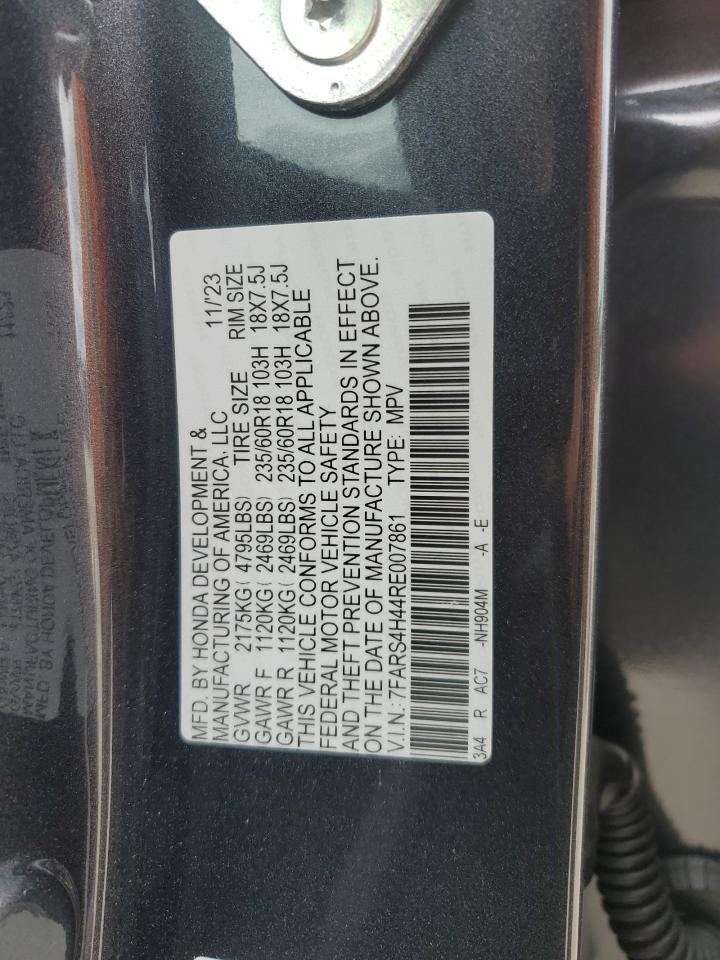 MFD. BY HONDA DEVELOPMENT &
MANUFACTURING OF AMERICA, LLC 11/'23
GVWR 2175KG( 4795LBS) TIRE SIZE RIM SIZE
GAWR F 1120KG( 2469LBS) 235/60R18 103H 18X7.5J
GAWR R 1120KG( 2469LBS) 235/60R18 103H 18X7.5J
THIS VEHICLE CONFORMS TO ALL APPLICABLE
FEDERAL MOTOR VEHICLE SAFETY
AND THEFT PREVENTION STANDARDS IN EFFECT
ON THE DATE OF MANUFACTURE SHOWN ABOVE.
V.I.N.: 7FARS4H44RE007861 TYPE: MPV
3A4 R AC7 -NH904M -A -E